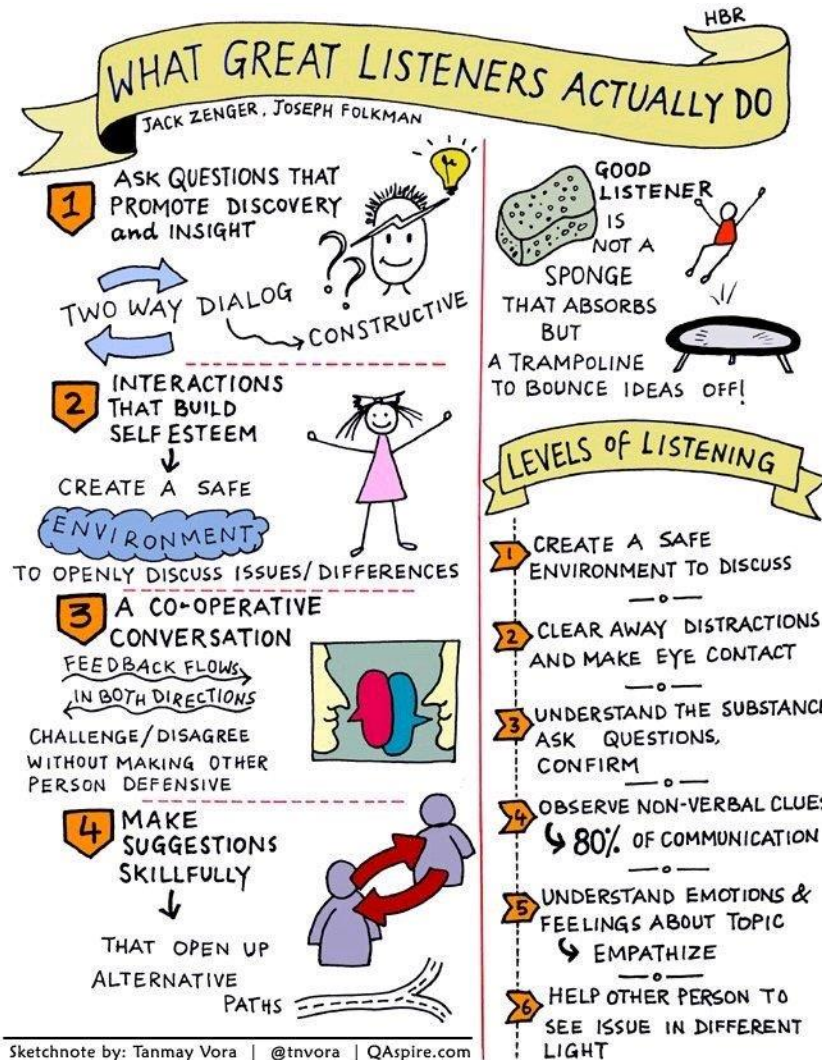 HBR
WHAT GREAT LISTENERS ACTUALLY DO
JACK ZENGER, JOSEPH FOLKMAN
1
ASK QUESTIONS THAT
PROMOTE DISCOVERY
and INSIGHT
??
TWO WAY DIALOG
CONSTRUCTIVE
2
INTERACTIONS
THAT BUILD
SELF ESTEEM
CREATE A SAFE
ENVIRONMENT
TO OPENLY DISCUSS ISSUES/DIFFERENCES
3
A CO-OPERATIVE
CONVERSATION
FEEDBACK FLOWS
IN BOTH DIRECTIONS
CHALLENGE/DISAGREE
WITHOUT MAKING OTHER
PERSON DEFENSIVE
4
MAKE
SUGGESTIONS
SKILLFULLY
THAT OPEN UP
ALTERNATIVE
PATHS
GOOD
LISTENER
IS
NOT A
SPONGE
THAT ABSORBS
BUT
A TRAMPOLINE
TO BOUNCE IDEAS OFF!
LEVELS of LISTENING
1 CREATE A SAFE
ENVIRONMENT TO DISCUSS
2 CLEAR AWAY DISTRACTIONS
AND MAKE EYE CONTACT
3 UNDERSTAND THE SUBSTANCE
ASK QUESTIONS,
CONFIRM
4 OBSERVE NON-VERBAL CLUES
80% OF COMMUNICATION
5 UNDERSTAND EMOTIONS &
FEELINGS ABOUT TOPIC
EMPATHIZE
6 HELP OTHER PERSON TO
SEE ISSUE IN DIFFERENT
LIGHT
Sketchnote by: Tanmay Vora | @tnvora | QAspire.com